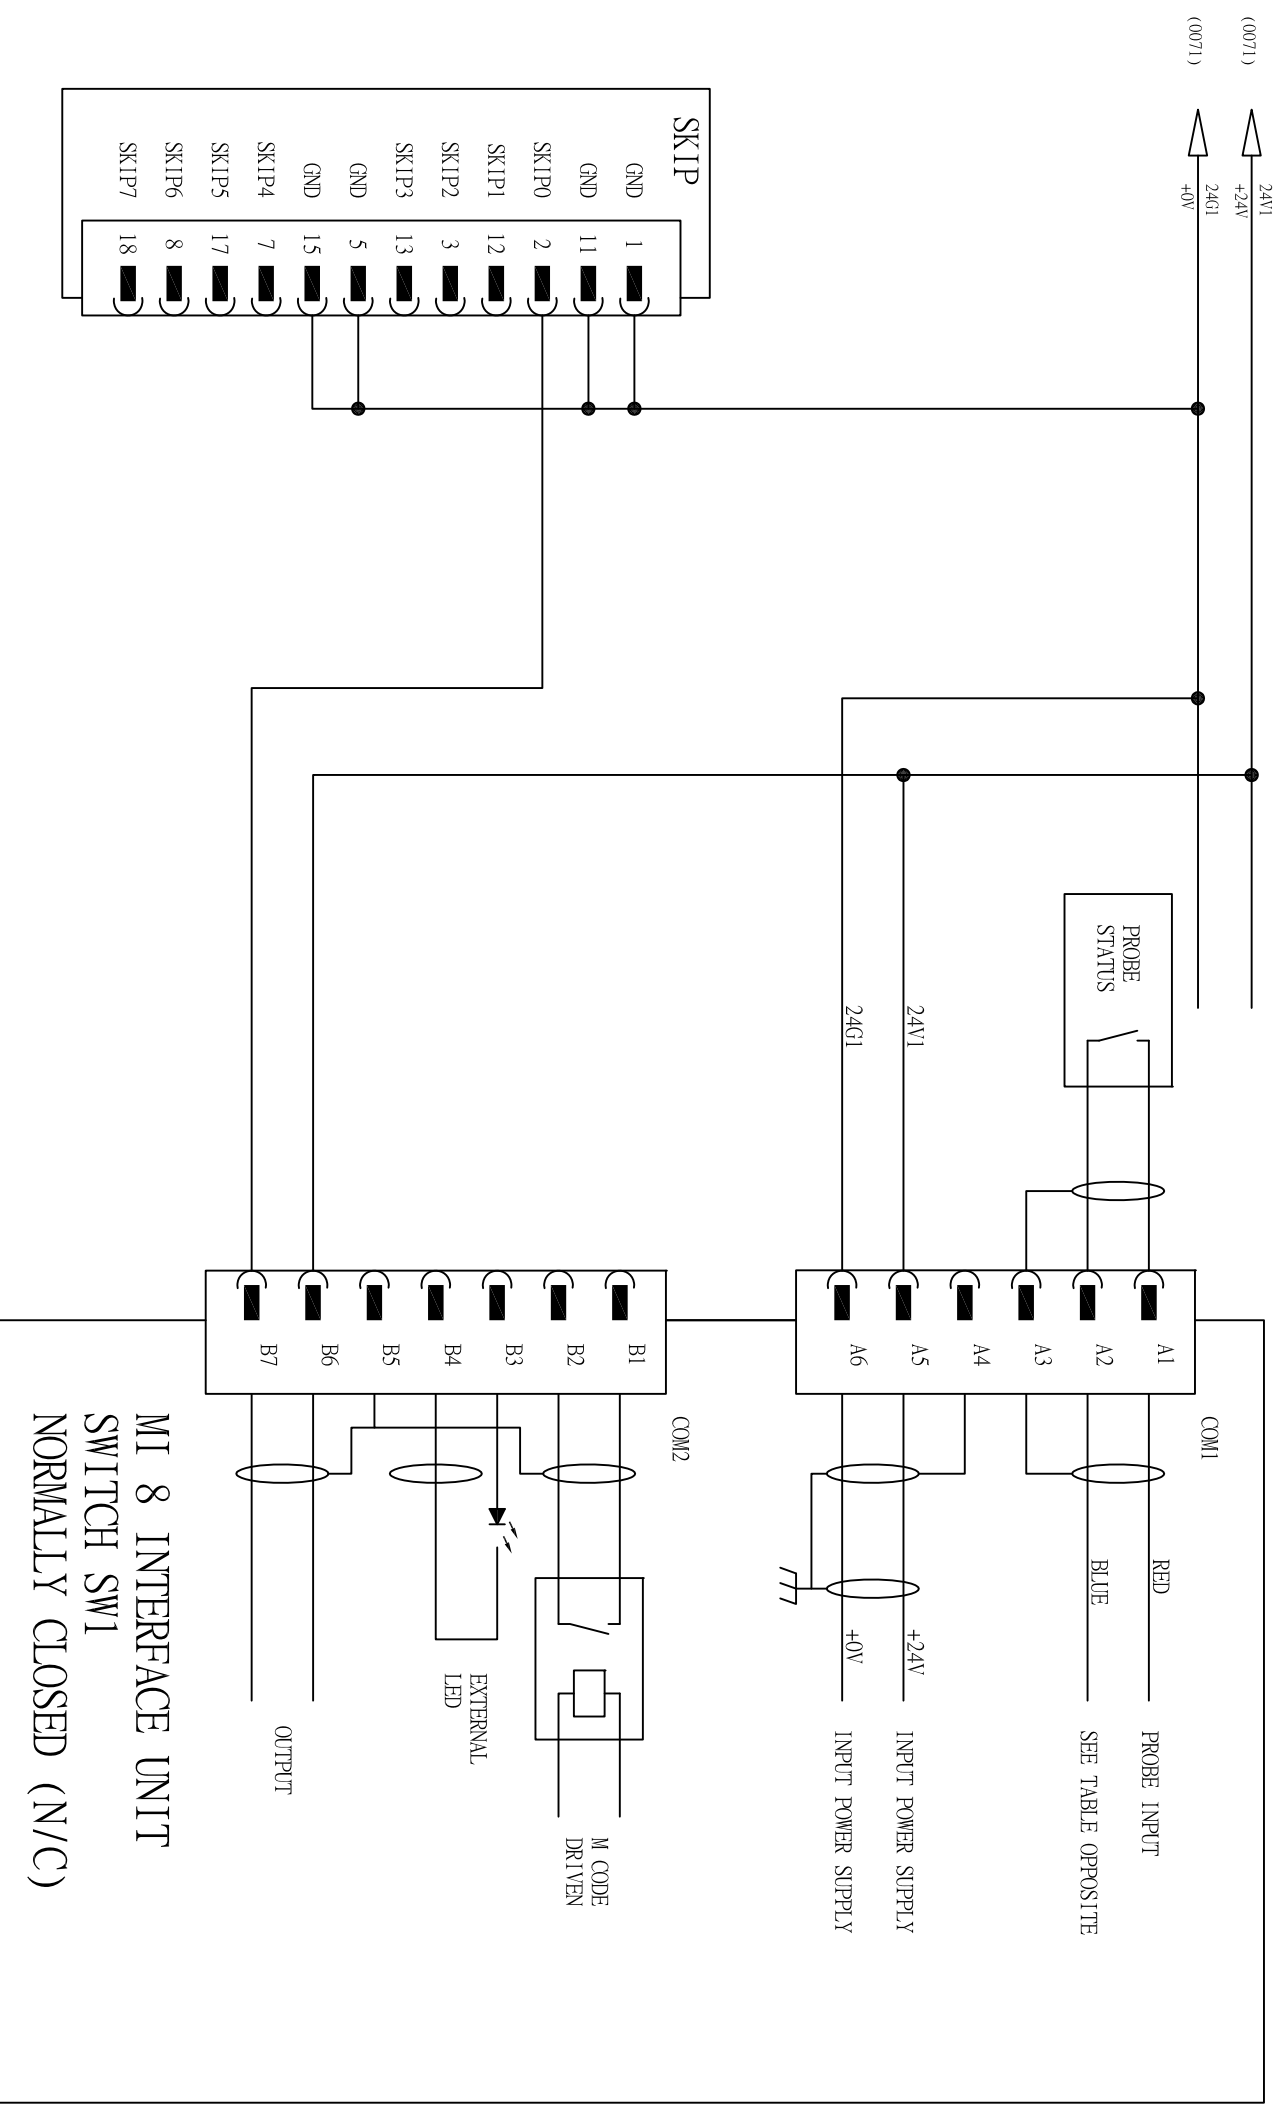 (0071)
24V1
+24V
(0071)
24G1
+0V
SKIP
GND 1
GND 11
SKIP0 2
SKIP1 12
SKIP2 3
SKIP3 13
GND 5
GND 15
SKIP4 7
SKIP5 17
SKIP6 8
SKIP7 18
PROBE
STATUS
24V1
24G1
COM1
A1
A2
A3
A4
A5
A6
RED
BLUE
+24V
+0V
PROBE INPUT
SEE TABLE OPPOSITE
INPUT POWER SUPPLY
INPUT POWER SUPPLY
COM2
B1
B2
B3
B4
B5
B6
B7
M CODE
DRIVEN
EXTERNAL
LED
OUTPUT
MI 8 INTERFACE UNIT
SWITCH SW1
NORMALLY CLOSED (N/C)